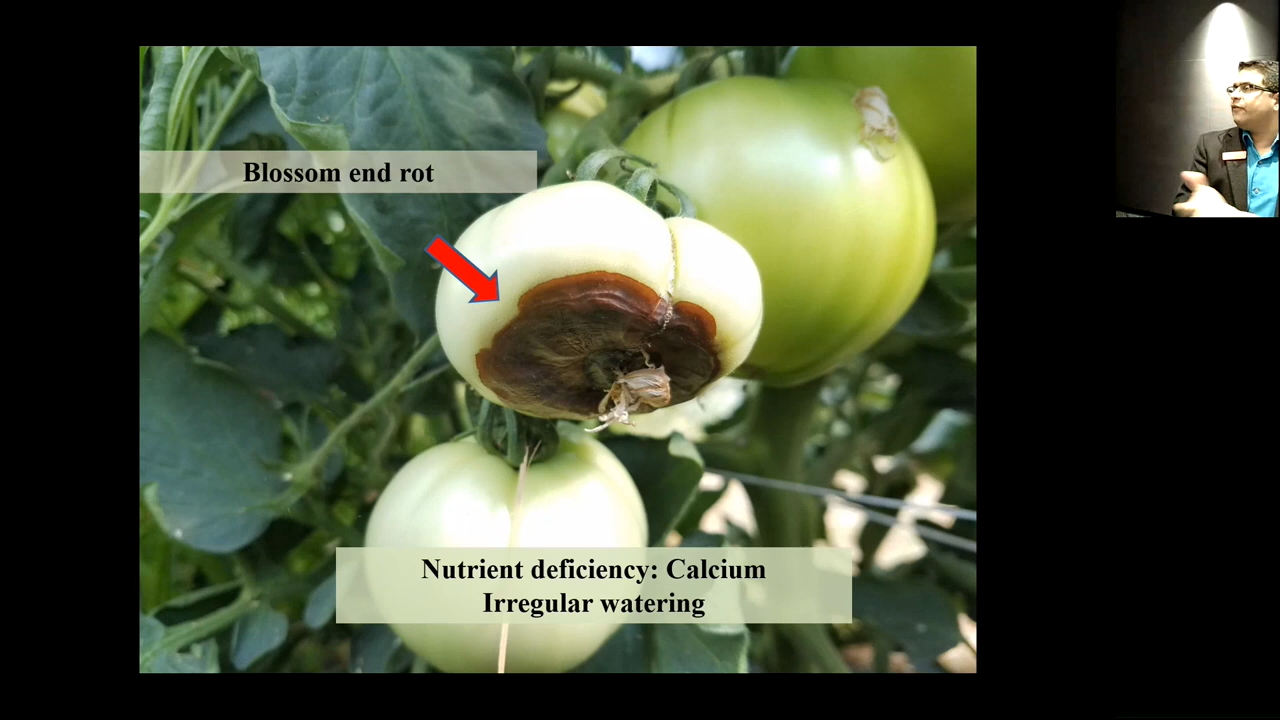 Blossom end rot
Nutrient deficiency: Calcium
Irregular watering